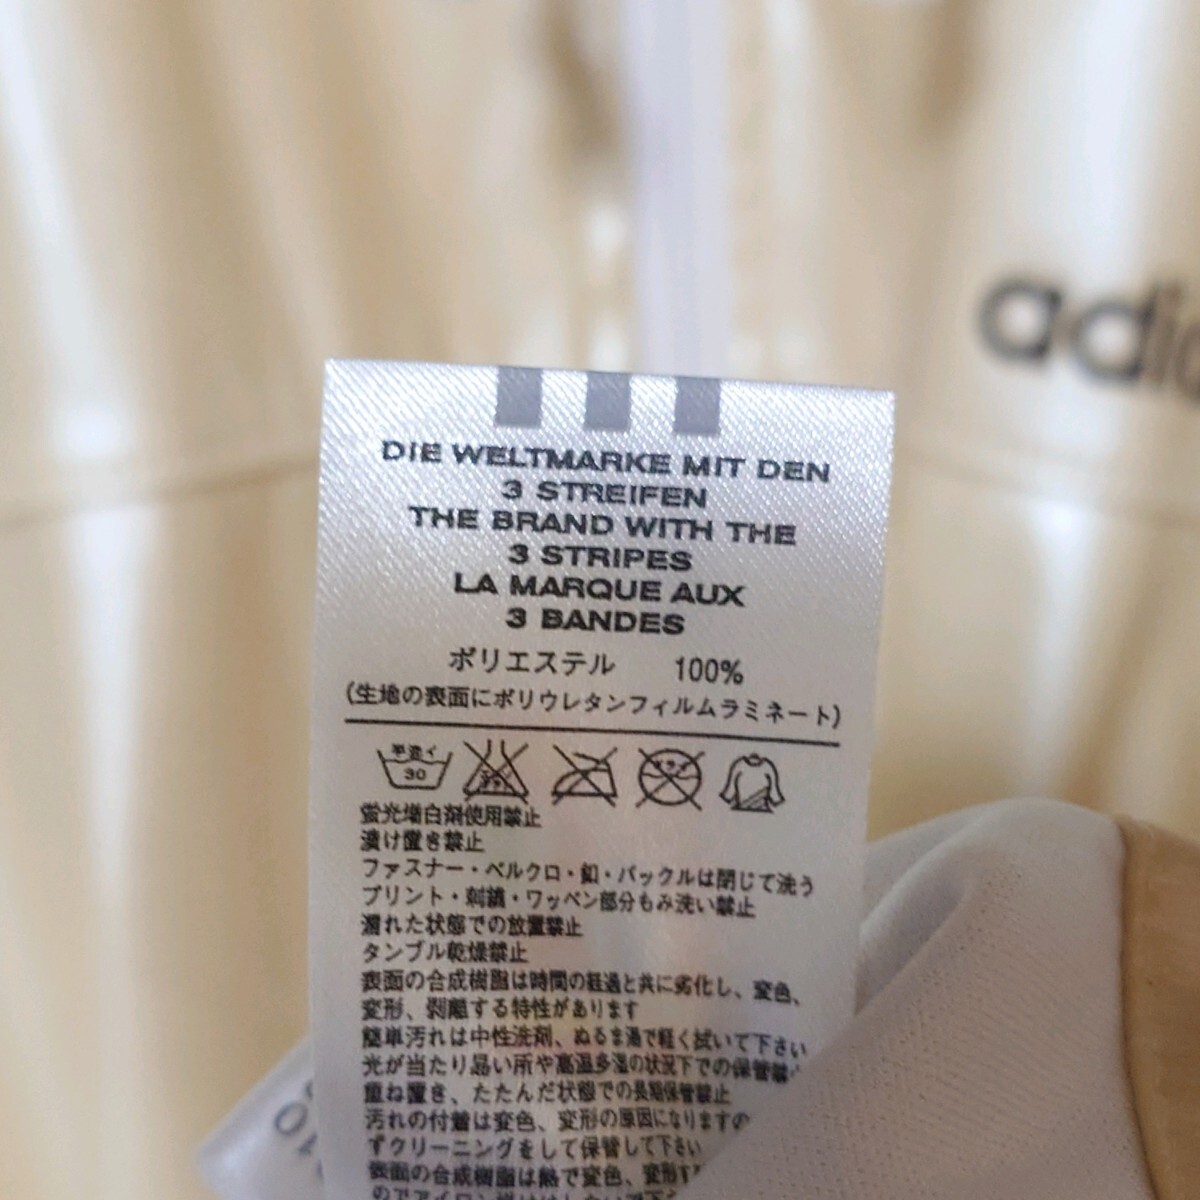 DIE WELTMARKE MIT DEN
3 STREIFEN
THE BRAND WITH THE
3 STRIPES
LA MARQUE AUX
3 BANDES
ポリエステル 100%
(生地の表面にポリウレタンフィルムラミネート)
手洗イ
30
蛍光増白剤使用禁止
漬け置き禁止
ファスナー・ベルクロ・釦・バックルは閉じて洗う
プリント・刺繍・ワッペン部分もみ洗い禁止
濡れた状態での放置禁止
タンブル乾燥禁止
表面の合成樹脂は時間の経過と共に劣化し、変色、
変形、剥離する特性があります
簡単汚れは中性洗剤、ぬるま湯で軽く拭いて下さい
光が当たり易い所や高温多湿の状況下での保管禁
重ね置き、たたんだ状態での長期保管禁止
汚れの付着は変色、変形の原因になりますの
ずクリーニングをして保管して下さい
表面の合成樹脂は熱で変色、変形す
adid
10